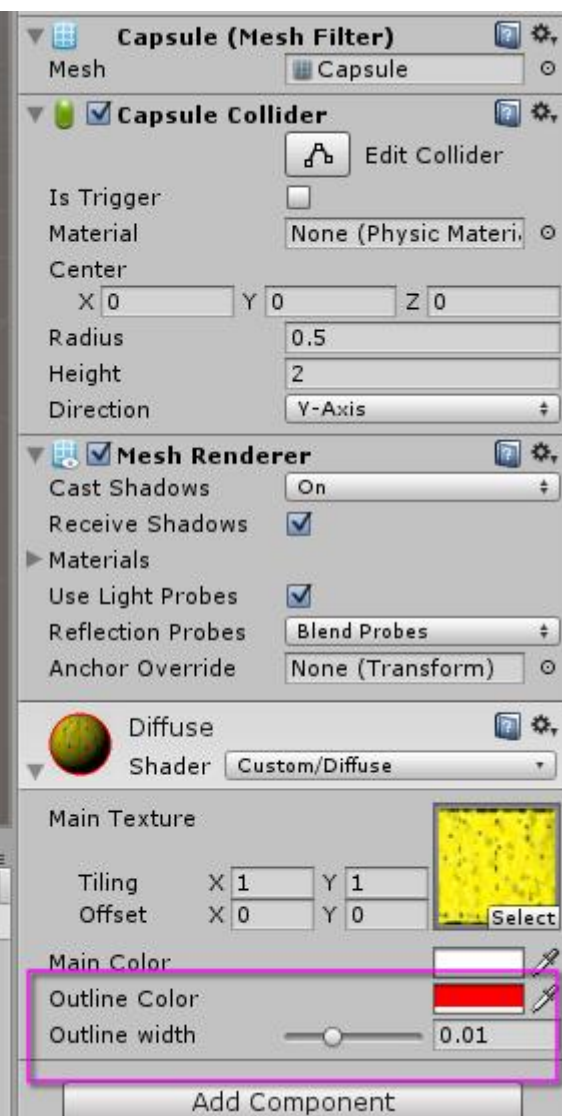 Capsule (Mesh Filter)
Mesh Capsule
Capsule Collider
Edit Collider
Is Trigger
Material None (Physic Materi
Center
X 0 Y 0 Z 0
Radius 0.5
Height 2
Direction Y-Axis
Mesh Renderer
Cast Shadows On
Receive Shadows
Materials
Use Light Probes
Reflection Probes Blend Probes
Anchor Override None (Transform)
Diffuse
Shader Custom/Diffuse
Main Texture
Tiling X 1 Y 1
Offset X 0 Y 0
Select
Main Color
Outline Color
Outline width 0.01
Add Component